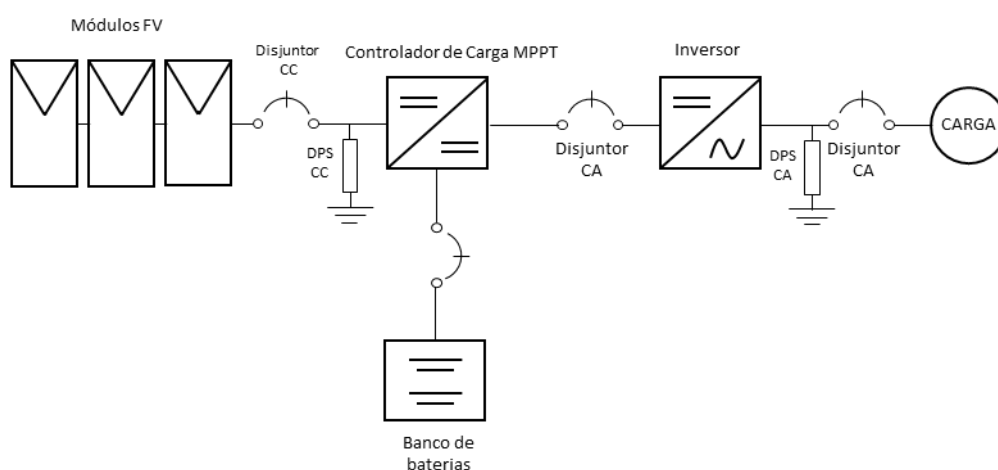 Módulos FV
Disjuntor
CC
Controlador de Carga MPPT
Inversor
DPS
CC
Disjuntor
CA
DPS
CA
Disjuntor
CA
CARGA
Banco de
baterias